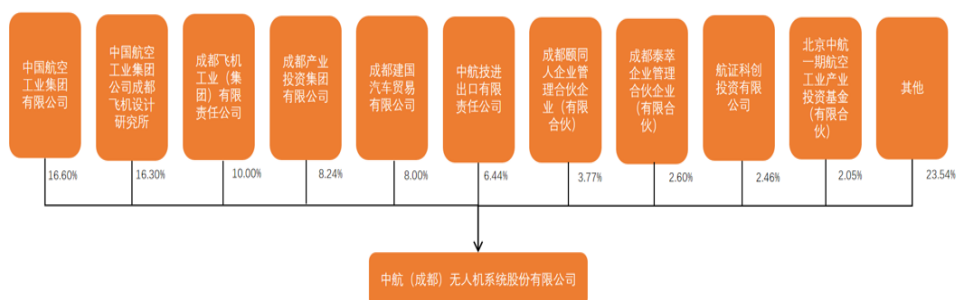 中国航空
工业集团
有限公司
中国航空
工业集团
公司成都
飞机设计
研究所
成都飞机
工业（集
团）有限
责任公司
成都产业
投资集团
有限公司
成都建国
汽车贸易
有限公司
中航技进
出口有限
责任公司
成都颐同
人企业管
理合伙企
业（有限
合伙）
成都泰萃
企业管理
合伙企业
（有限合
伙）
航证科创
投资有限
公司
北京中航
一期航空
工业产业
投资基金
（有限合
伙）
其他
16.60%
16.30%
10.00%
8.24%
8.00%
6.44%
3.77%
2.60%
2.46%
2.05%
23.54%
中航（成都）无人机系统股份有限公司